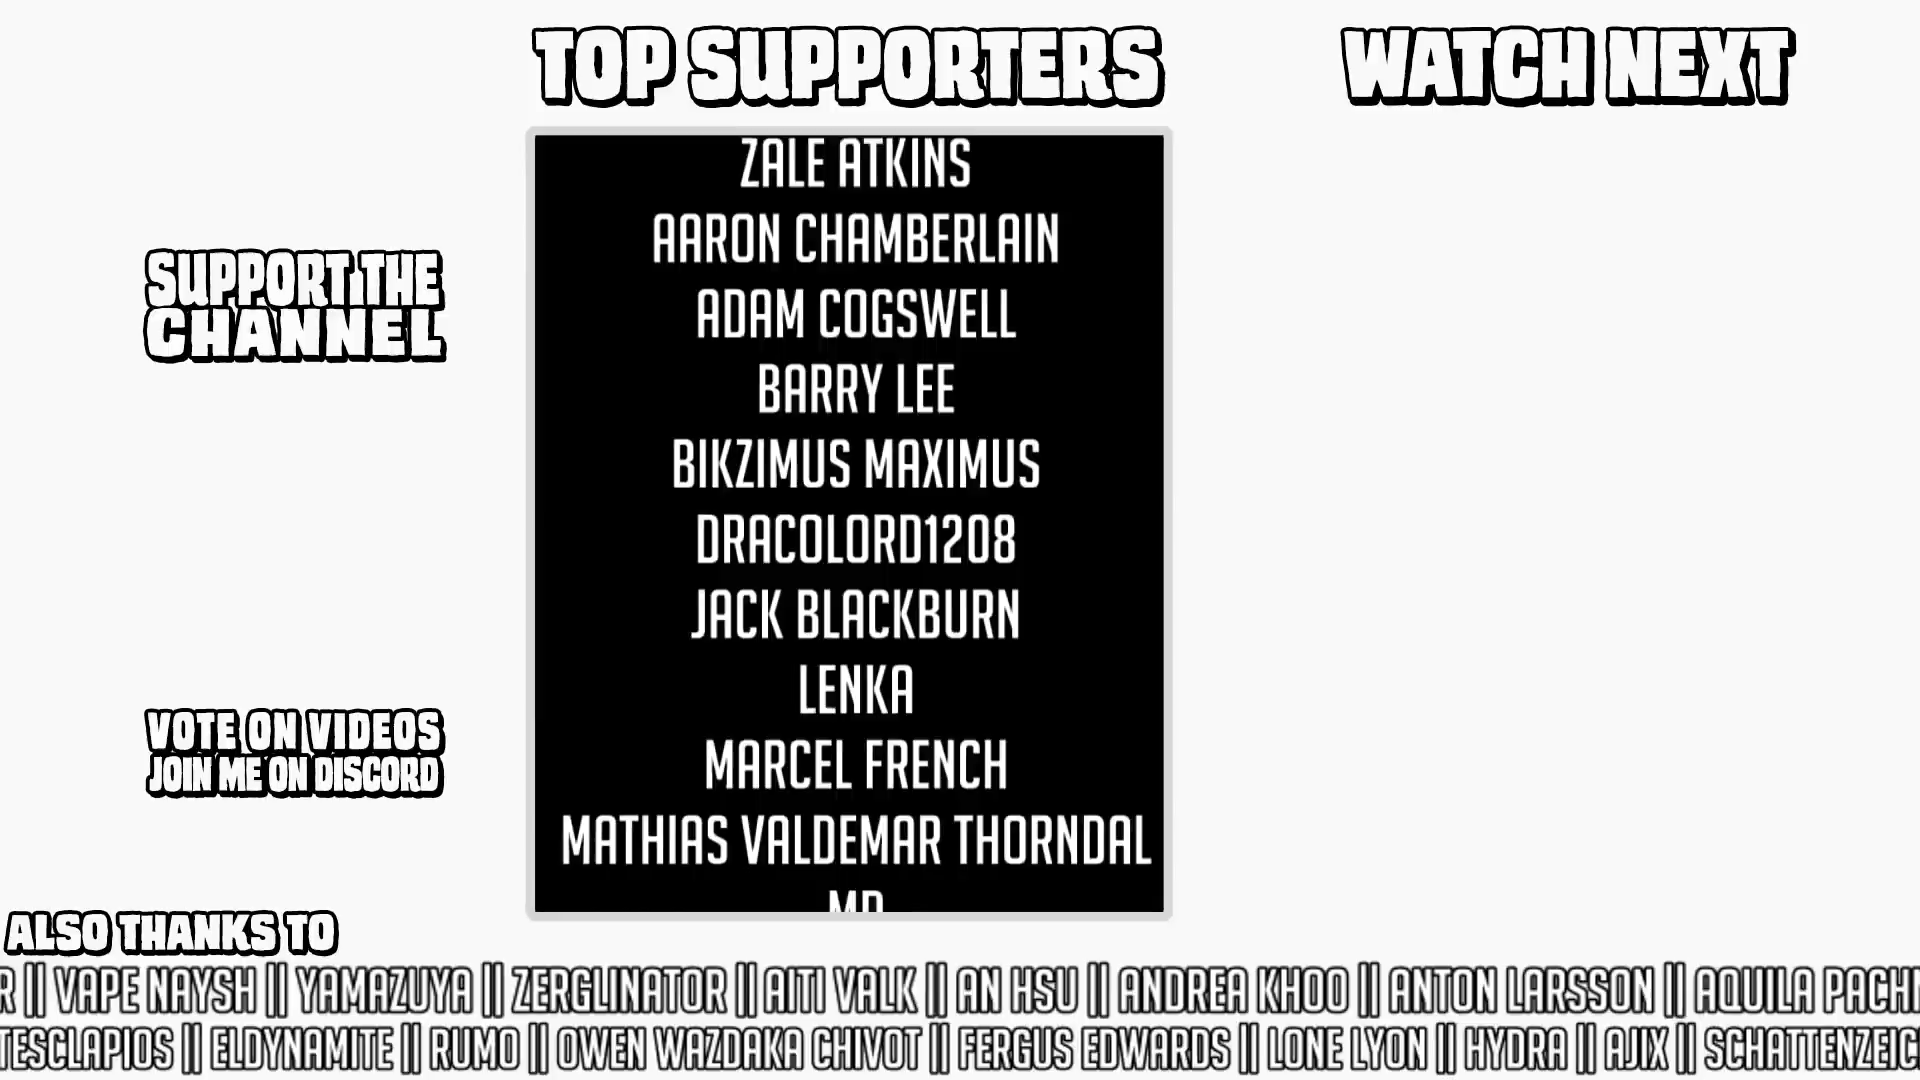 TOP SUPPORTERS
WATCH NEXT
ZALE ATKINS
AARON CHAMBERLAIN
ADAM COGSWELL
BARRY LEE
BIKZIMUS MAXIMUS
DRACOLORD1208
JACK BLACKBURN
LENKA
MARCEL FRENCH
MATHIAS VALDEMAR THORNDAL
SUPPORT THE
CHANNEL
VOTE ON VIDEOS
JOIN ME ON DISCORD
ALSO THANKS TO
R || VAPE NAYSH || YAMAZUYA || ZERGLINATOR || AITI VALK || AN HSU || ANDREA KHOO || ANTON LARSSON || AQUILA PACHN
TESCLAPIOS || ELDYNAMITE || RUMO || OWEN WAZDAKA CHIVOT || FERGUS EDWARDS || LONE LYON || HYDRA || AJIX || SCHATTENZEIC